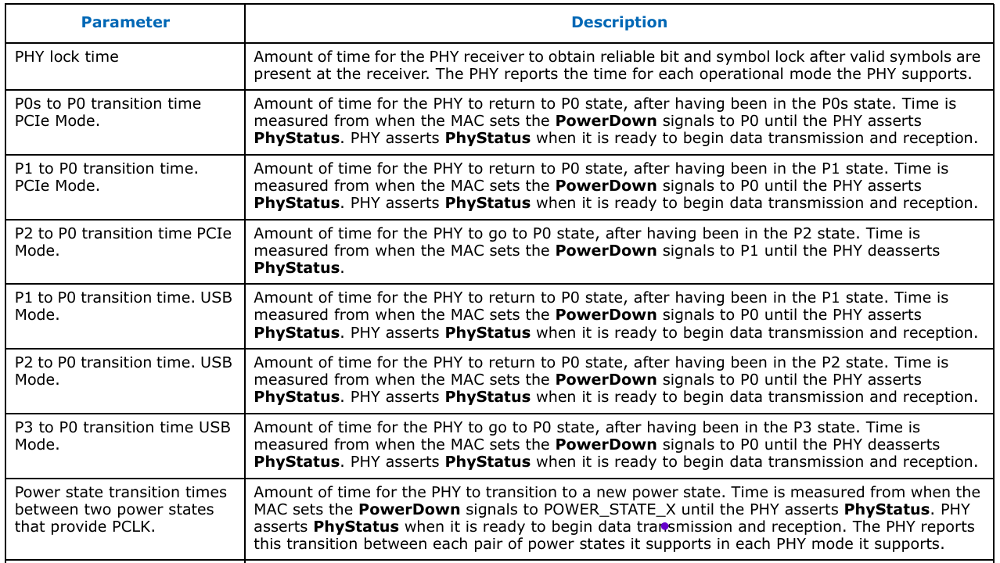 Parameter
Description
PHY lock time
Amount of time for the PHY receiver to obtain reliable bit and symbol lock after valid symbols are
present at the receiver. The PHY reports the time for each operational mode the PHY supports.
P0s to P0 transition time
PCIe Mode.
Amount of time for the PHY to return to P0 state, after having been in the P0s state. Time is
measured from when the MAC sets the PowerDown signals to P0 until the PHY asserts
PhyStatus. PHY asserts PhyStatus when it is ready to begin data transmission and reception.
P1 to P0 transition time.
PCIe Mode.
Amount of time for the PHY to return to P0 state, after having been in the P1 state. Time is
measured from when the MAC sets the PowerDown signals to P0 until the PHY asserts
PhyStatus. PHY asserts PhyStatus when it is ready to begin data transmission and reception.
P2 to P0 transition time PCIe
Mode.
Amount of time for the PHY to go to P0 state, after having been in the P2 state. Time is
measured from when the MAC sets the PowerDown signals to P1 until the PHY deasserts
PhyStatus.
P1 to P0 transition time. USB
Mode.
Amount of time for the PHY to return to P0 state, after having been in the P1 state. Time is
measured from when the MAC sets the PowerDown signals to P0 until the PHY asserts
PhyStatus. PHY asserts PhyStatus when it is ready to begin data transmission and reception.
P2 to P0 transition time. USB
Mode.
Amount of time for the PHY to return to P0 state, after having been in the P2 state. Time is
measured from when the MAC sets the PowerDown signals to P0 until the PHY asserts
PhyStatus. PHY asserts PhyStatus when it is ready to begin data transmission and reception.
P3 to P0 transition time USB
Mode.
Amount of time for the PHY to go to P0 state, after having been in the P3 state. Time is
measured from when the MAC sets the PowerDown signals to P0 until the PHY deasserts
PhyStatus. PHY asserts PhyStatus when it is ready to begin data transmission and reception.
Power state transition times
between two power states
that provide PCLK.
Amount of time for the PHY to transition to a new power state. Time is measured from when the
MAC sets the PowerDown signals to POWER_STATE_X until the PHY asserts PhyStatus. PHY
asserts PhyStatus when it is ready to begin data transmission and reception. The PHY reports
this transition between each pair of power states it supports in each PHY mode it supports.